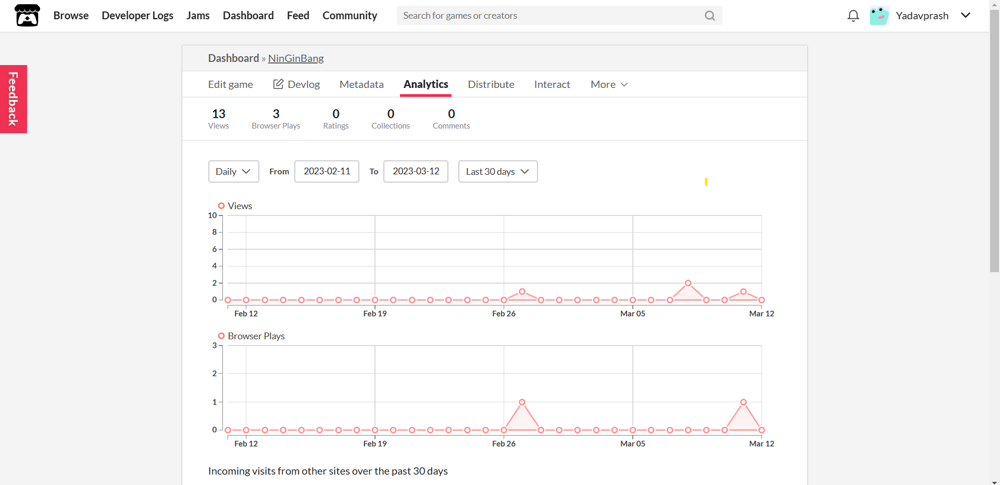 Browse Developer Logs Jams Dashboard Feed Community Search for games or creators Yadavprash
Feedback
Dashboard » NinGinBang
Edit game Devlog Metadata Analytics Distribute Interact More
13 3 0 0 0
Views Browser Plays Ratings Collections Comments
Daily From 2023-02-11 To 2023-03-12 Last 30 days
Views
10
8
6
4
2
0
Feb 12 Feb 19 Feb 26 Mar 05 Mar 12
Browser Plays
3
2
1
0
Feb 12 Feb 19 Feb 26 Mar 05 Mar 12
Incoming visits from other sites over the past 30 days